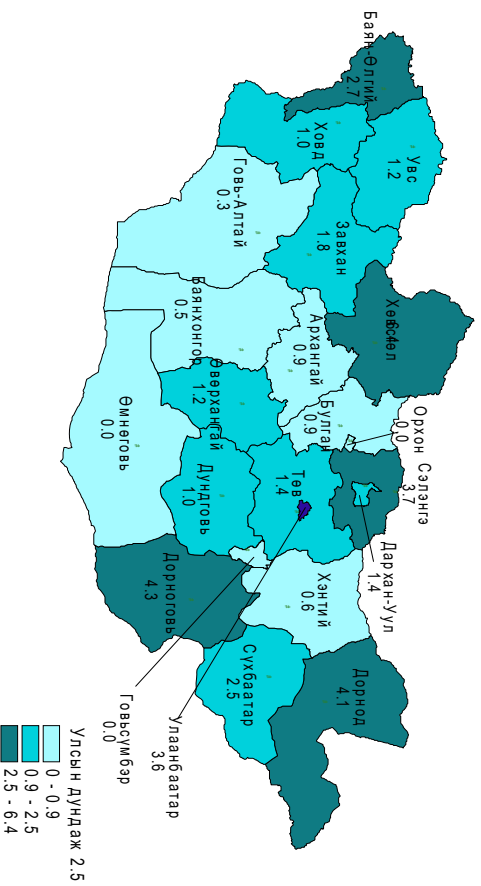 Баян-Өлгий
2.7
Ховд
1.0
Увс
1.2
Говь-Алтай
0.3
Завхан
1.8
Хөвсгөл
6.4
Баянхонгор
0.5
Архангай
0.9
Өверхангай
1.2
Булган
0.9
Орхон
0.0
Сэлэнгэ
3.7
Дархан-Уул
1.4
Төв
1.4
Өмнөговь
0.0
Дундговь
1.0
Дорноговь
4.3
Хэнтий
0.6
Сүхбаатар
2.5
Дорнод
4.1
Говьсүмбэр
0.0
Улаанбаатар
3.6
Улсын дундаж 2.5
0 - 0.9
0.9 - 2.5
2.5 - 6.4